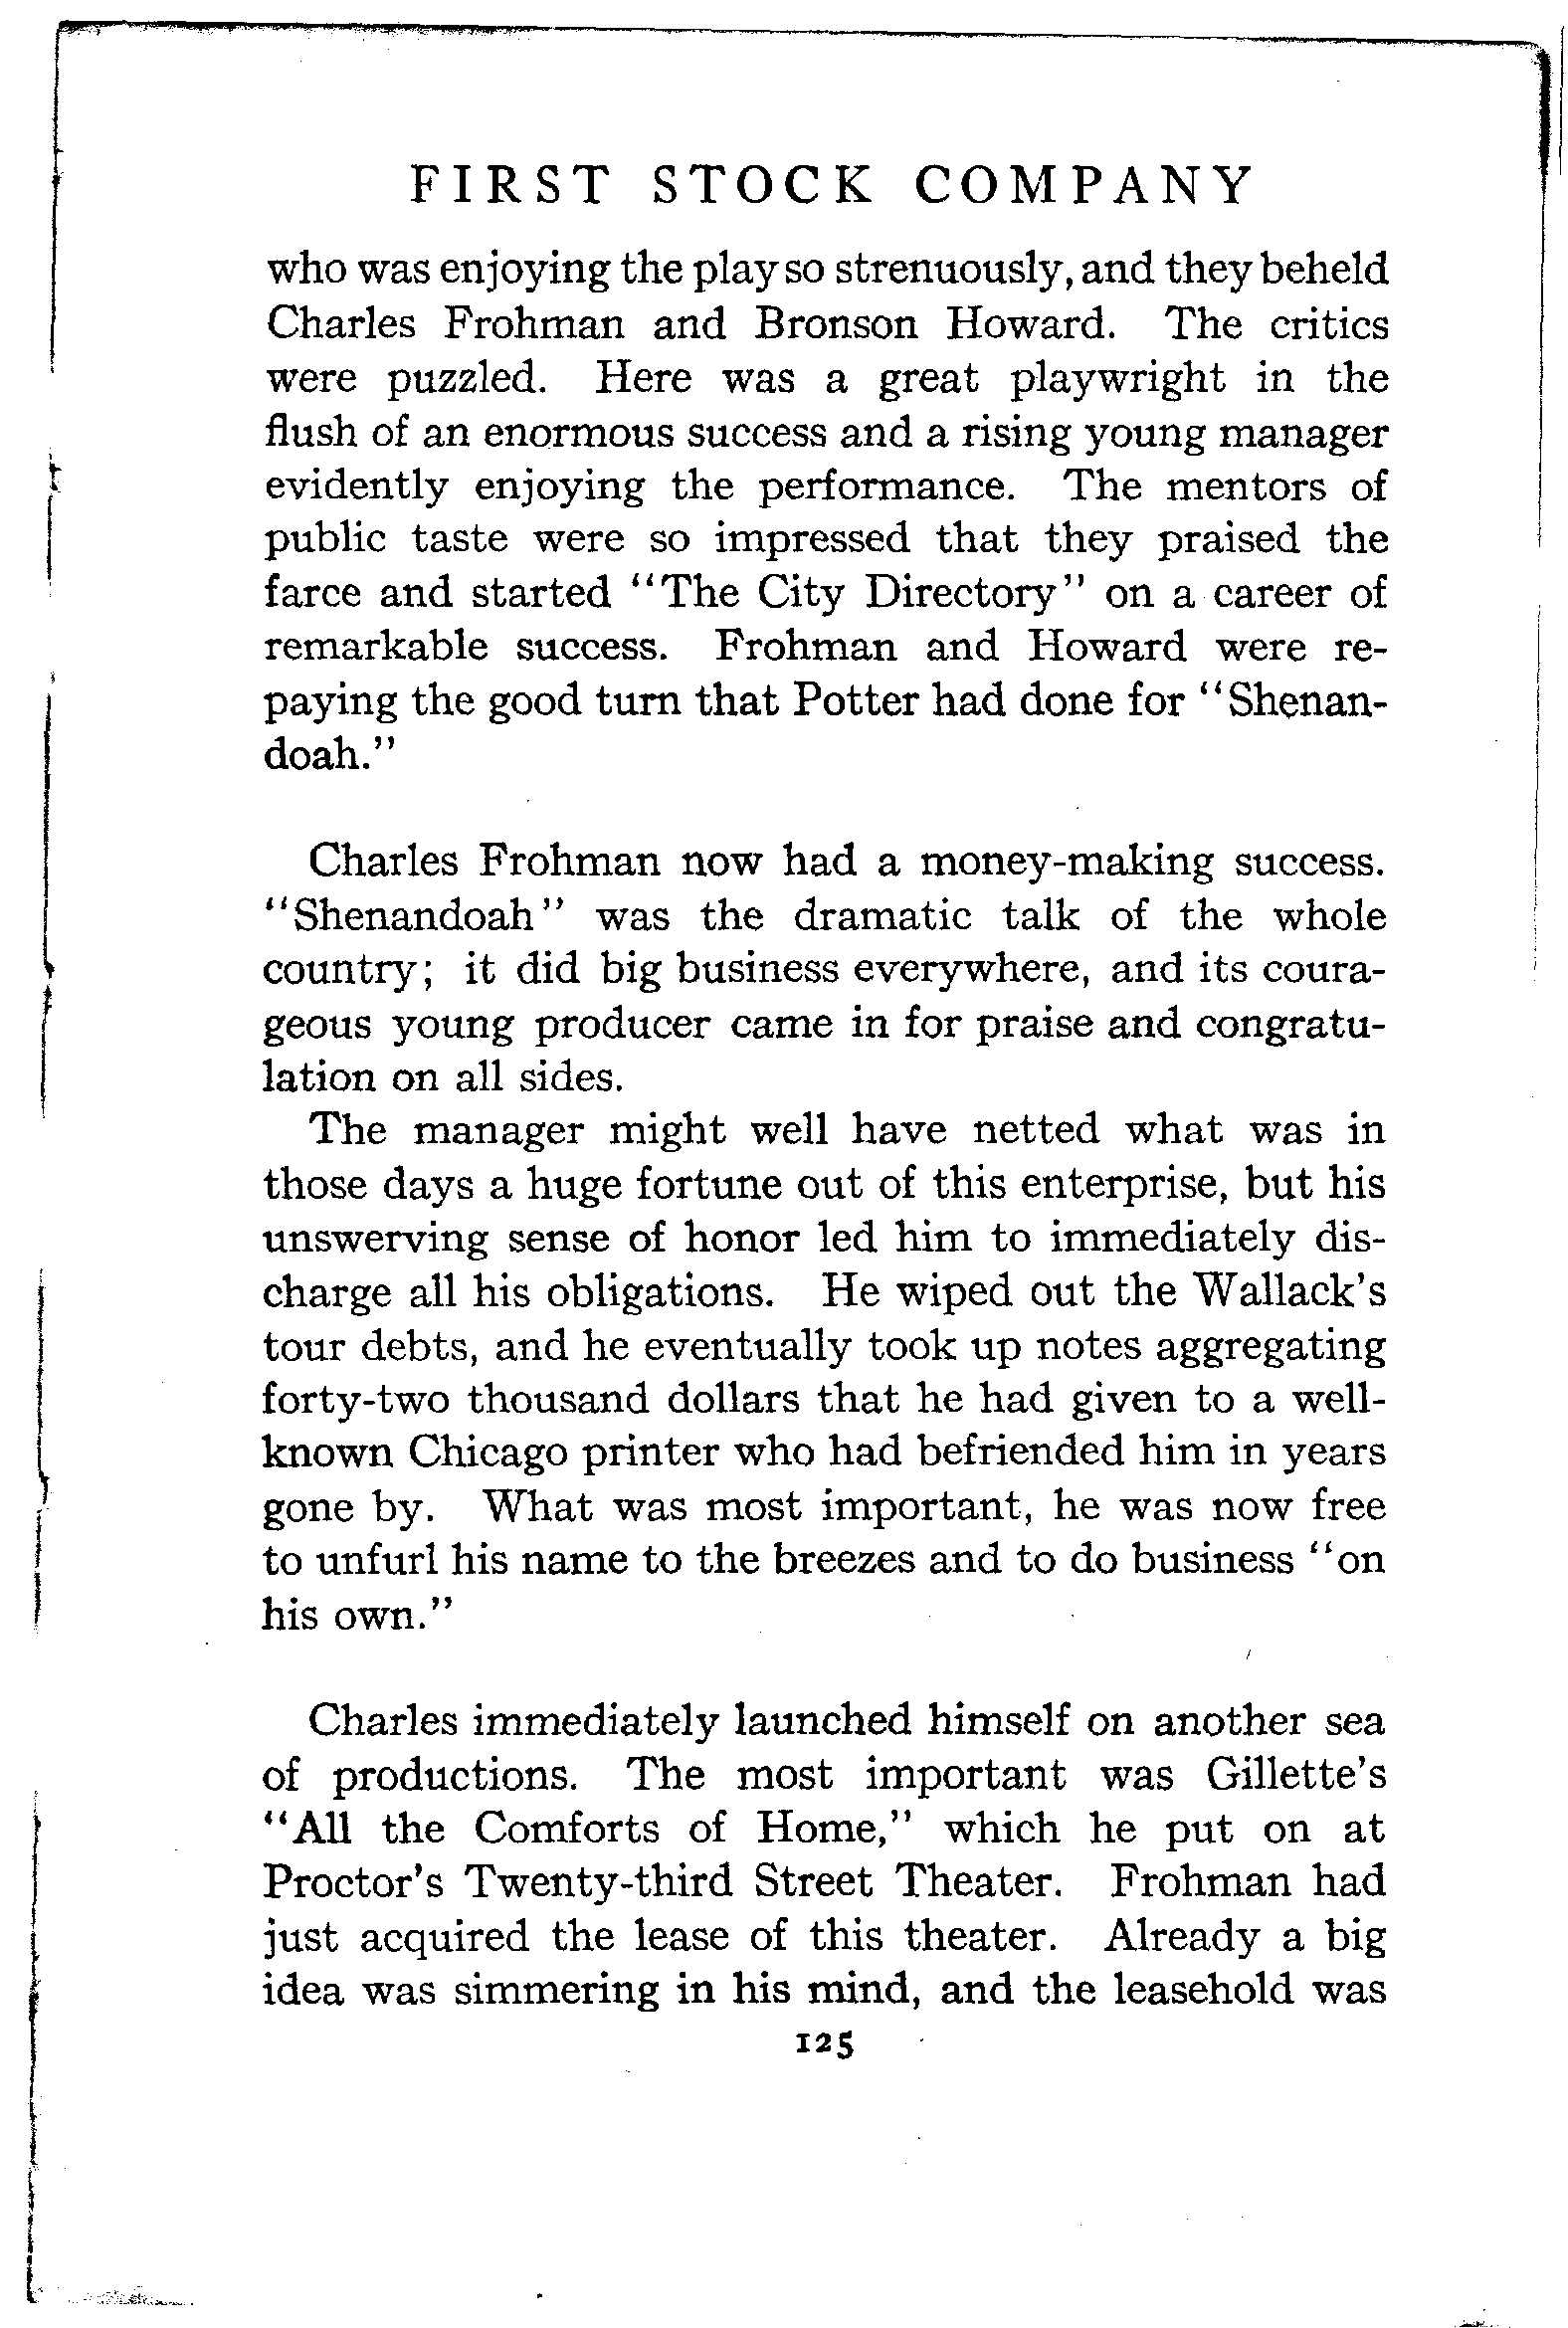 FIRST STOCK COMPANY
who was enjoying the play so strenuously, and they beheld
Charles Frohman and Bronson Howard. The critics
were puzzled. Here was a great playwright in the
flush of an enormous success and a rising young manager
evidently enjoying the performance. The mentors of
public taste were so impressed that they praised the
farce and started "The City Directory" on a career of
remarkable success. Frohman and Howard were re-
paying the good turn that Potter had done for "Shenan-
doah."
Charles Frohman now had a money-making success.
"Shenandoah" was the dramatic talk of the whole
country; it did big business everywhere, and its coura-
geous young producer came in for praise and congratu-
lation on all sides.
The manager might well have netted what was in
those days a huge fortune out of this enterprise, but his
unswerving sense of honor led him to immediately dis-
charge all his obligations. He wiped out the Wallack's
tour debts, and he eventually took up notes aggregating
forty-two thousand dollars that he had given to a well-
known Chicago printer who had befriended him in years
gone by. What was most important, he was now free
to unfurl his name to the breezes and to do business "on
his own."
Charles immediately launched himself on another sea
of productions. The most important was Gillette's
"All the Comforts of Home," which he put on at
Proctor's Twenty-third Street Theater. Frohman had
just acquired the lease of this theater. Already a big
idea was simmering in his mind, and the leasehold was
125